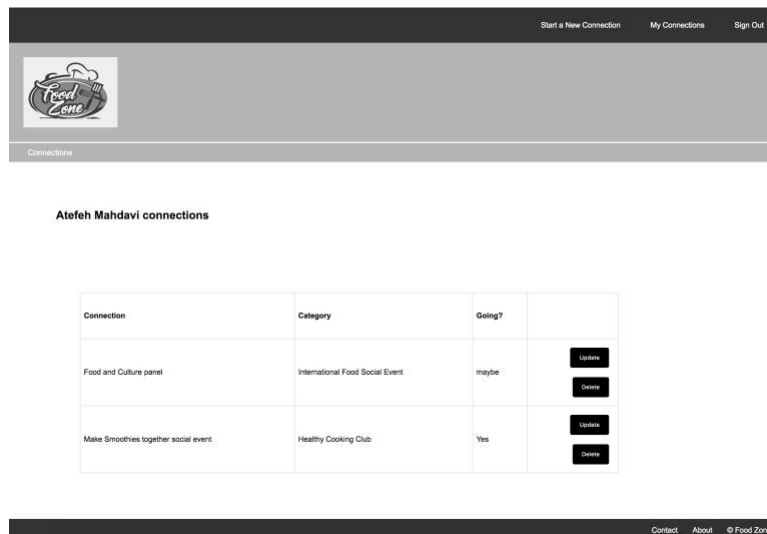 Start a New Connection My Connections Sign Out
Food
Zone
Connections
Atefeh Mahdavi connections
Connection Category Going?
Food and Culture panel International Food Social Event maybe Update
Delete
Make Smoothies together social event Healthy Cooking Club Yes Update
Delete
Contact About © Food Zon